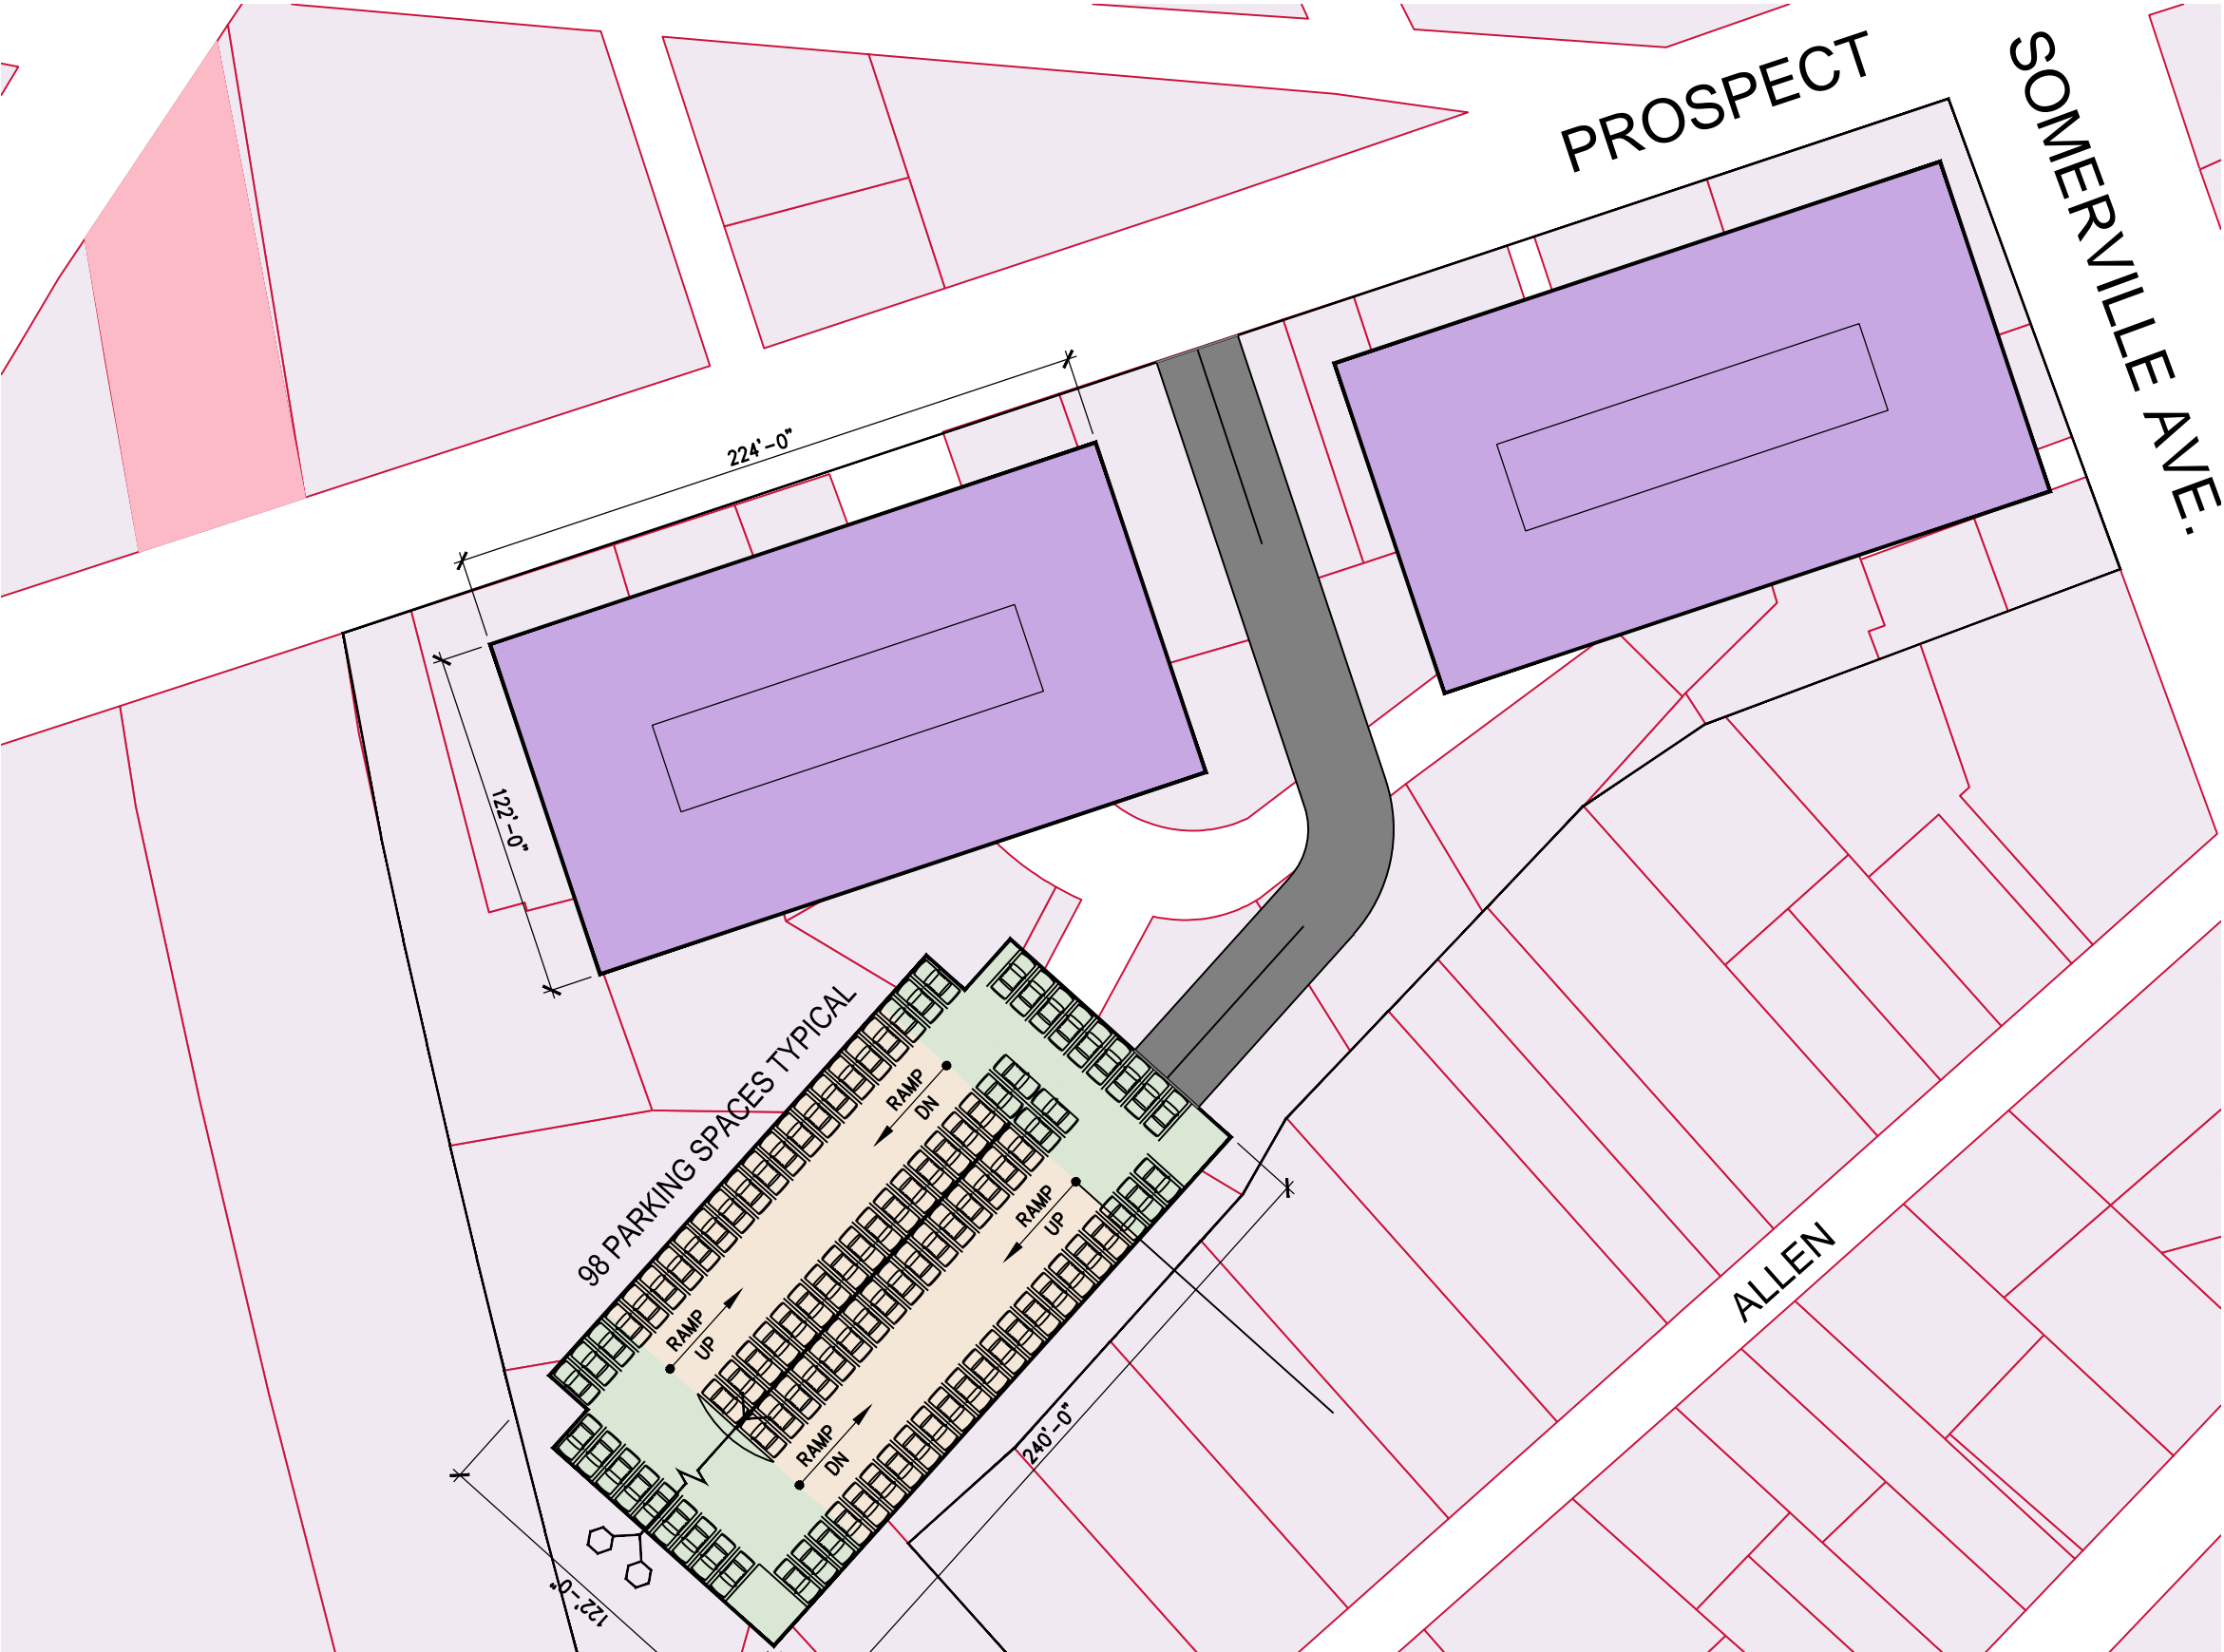 PROSPECT
SOMERVILLE AVE.
224'-0"
122'-0"
98 PARKING SPACES TYPICAL
RAMP
DN
RAMP
UP
RAMP
UP
RAMP
DN
240'-0"
122'-0"
ALLEN